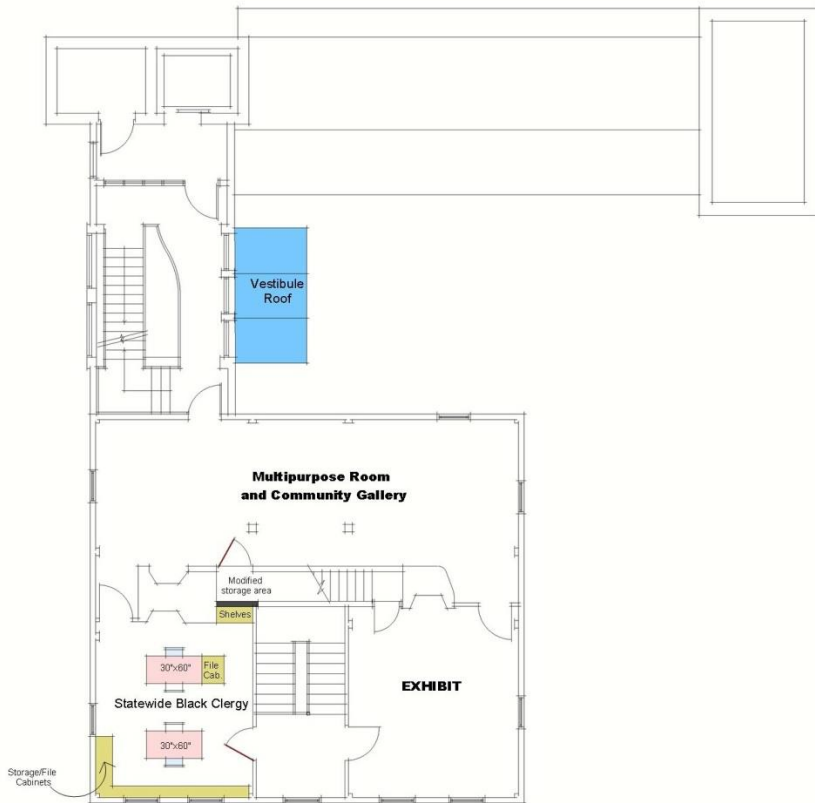 Vestibule
Roof
Multipurpose Room
and Community Gallery
Modified
storage area
Shelves
30"x60"
File
Cab.
EXHIBIT
Statewide Black Clergy
30"x60"
Storage/File
Cabinets